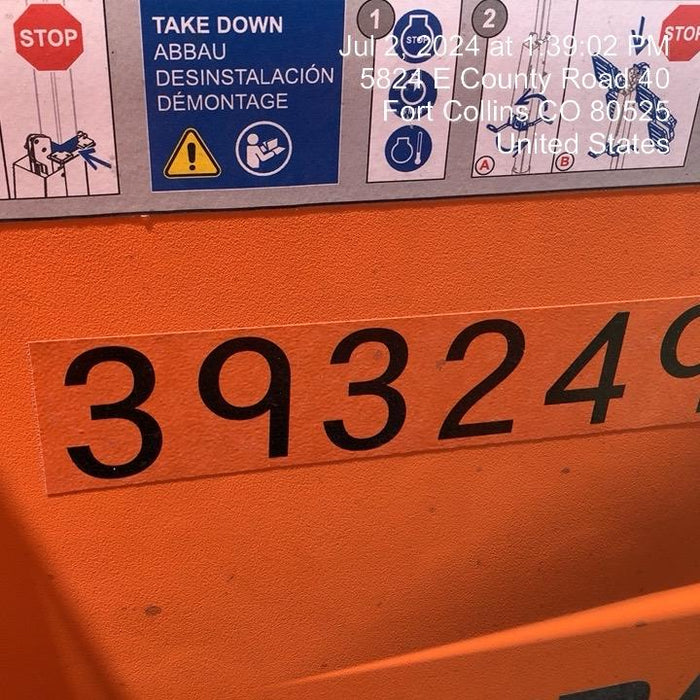 STOP
TAKE DOWN
ABBAU
DESINSTALACIÓN
DÉMONTAGE
1
STOP
2
A
B
STOP
Jul 2, 2024 at 1:39:02 PM
5824 E County Road 40
Fort Collins CO 80525
United States
393249